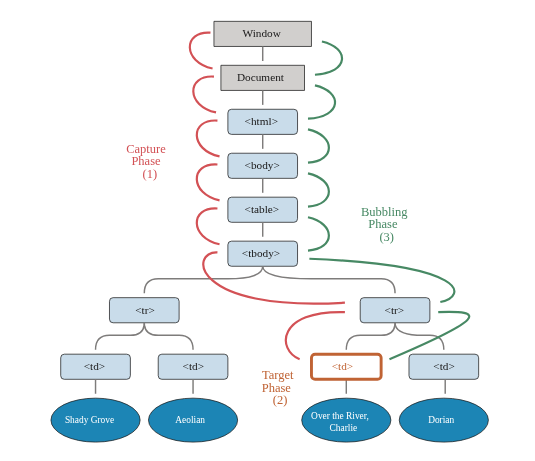 Window
Document
<html>
<body>
<table>
<tbody>
Capture
Phase
(1)
Bubbling
Phase
(3)
<tr>
<tr>
<td>
<td>
<td>
<td>
Target
Phase
(2)
Shady Grove
Aeolian
Over the River,
Charlie
Dorian